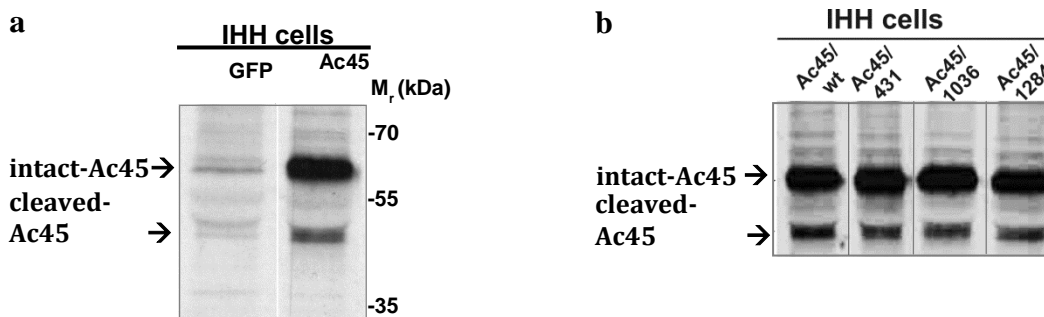 a
IHH cells
GFP
Ac45
Mr (kDa)
-70
intact-Ac45→
-55
cleaved-
Ac45 →
-35
b
IHH cells
Ac45/
wt
Ac45/
431
Ac45/
1036
Ac45/
1284
intact-Ac45→
cleaved-
Ac45 →